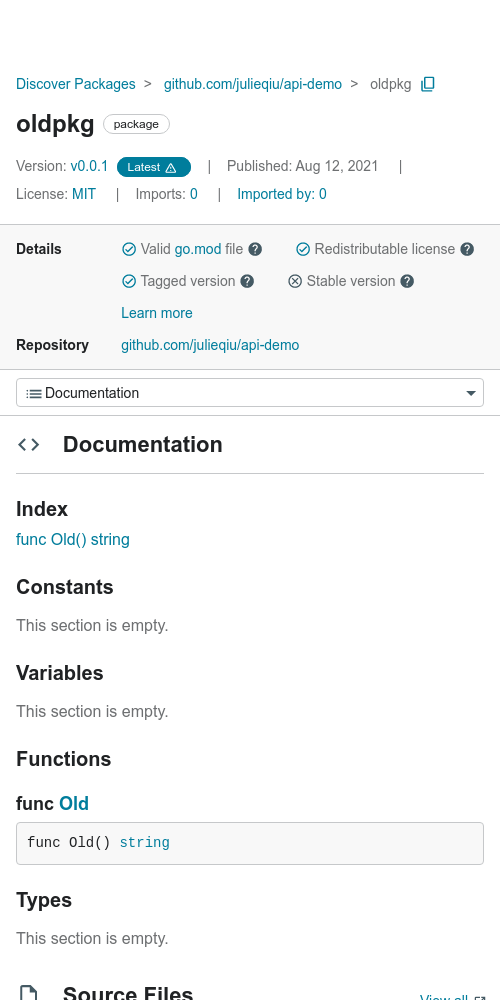 Discover Packages > github.com/julieqiu/api-demo > oldpkg
oldpkg package
Version: v0.0.1 Latest | Published: Aug 12, 2021 |
License: MIT | Imports: 0 | Imported by: 0
Details Valid go.mod file Redistributable license
Tagged version Stable version
Learn more
Repository github.com/julieqiu/api-demo
Documentation
Documentation
Index
func Old() string
Constants
This section is empty.
Variables
This section is empty.
Functions
func Old
func Old() string
Types
This section is empty.
Source Files View all